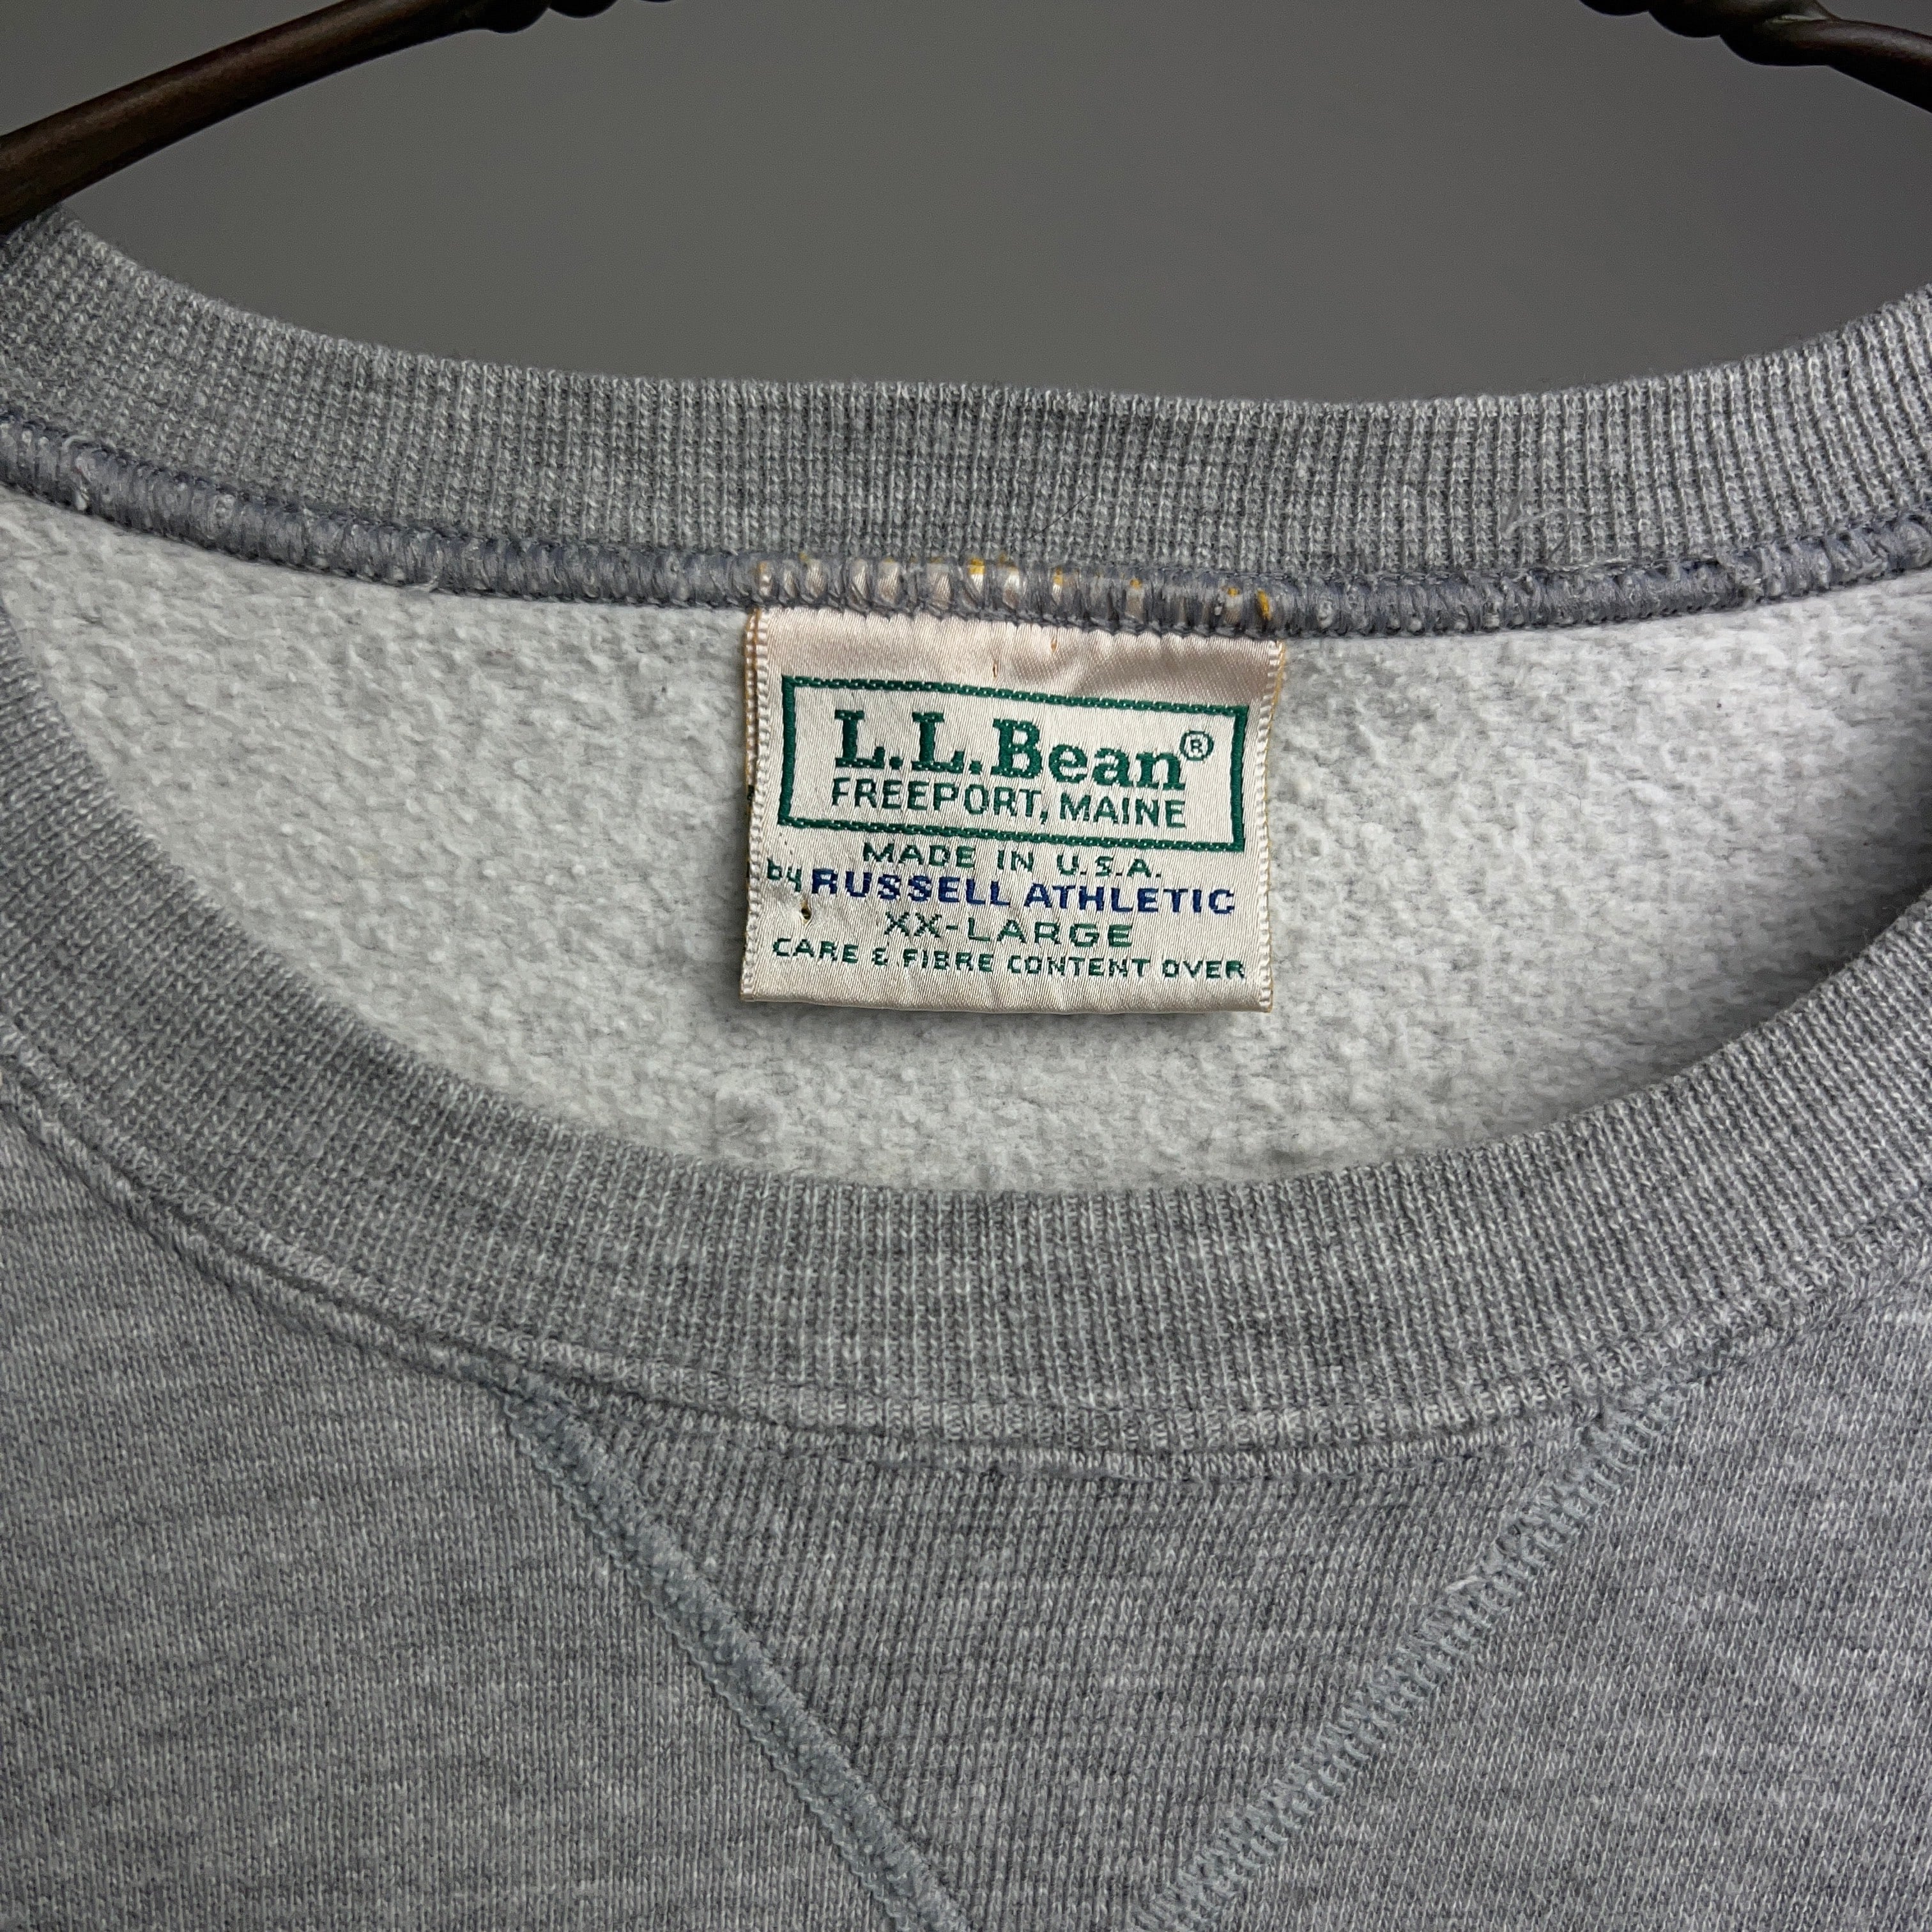 L.L.Bean®
FREEPORT, MAINE
MADE IN U.S.A.
by RUSSELL ATHLETIC
XX-LARGE
CARE & FIBRE CONTENT OVER